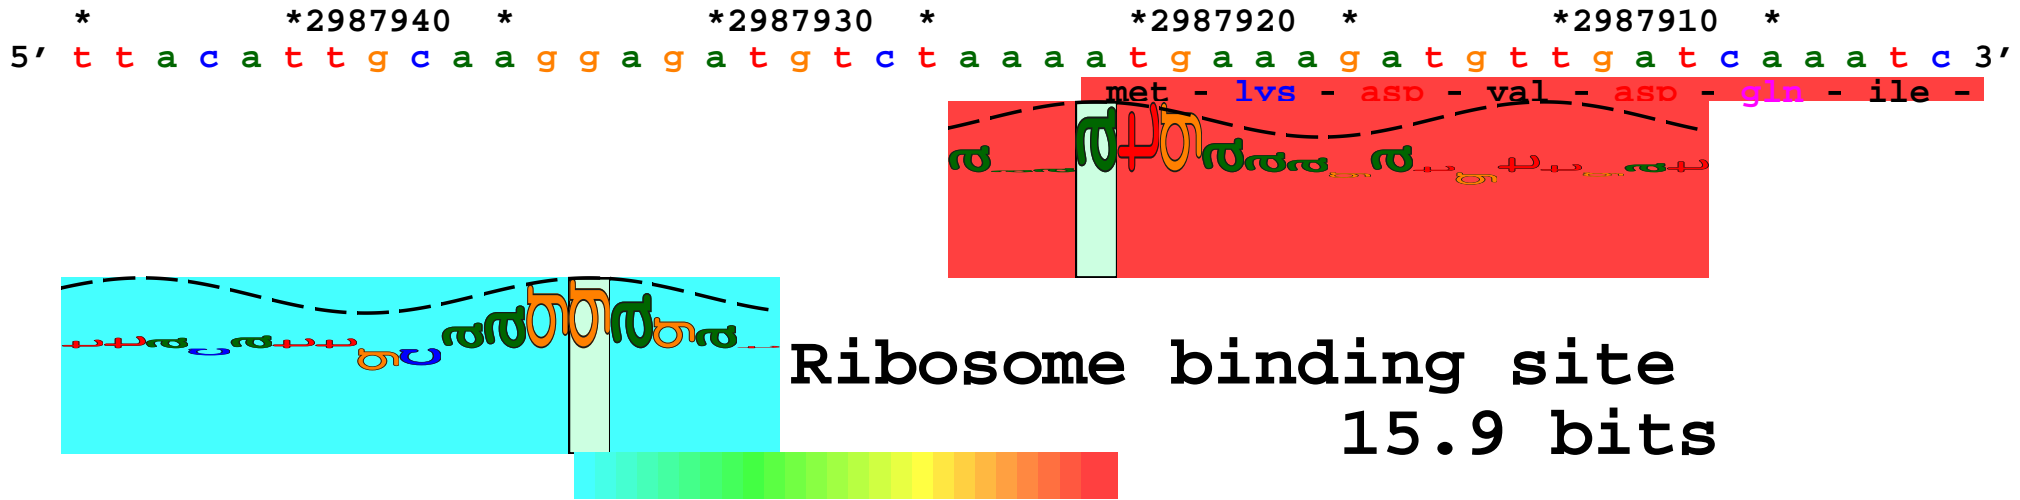 * *2987940 * *2987930 * *2987920 * *2987910 *
5′ t t a c a t t g c a a g g a g a t g t c t a a a a t g a a a g a t g t t g a t c a a a t c 3′
met - lys - asp - val - asp - gln - ile -
a a a a a t g a a a g a t g t t g a t
t t a c a t t g c a a g g a g a t
Ribosome binding site
15.9 bits